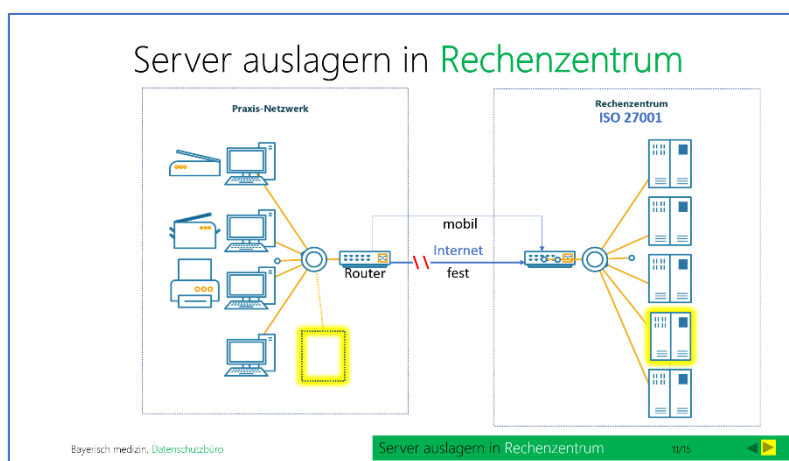 Server auslagern in Rechenzentrum
Praxis-Netzwerk
Rechenzentrum
ISO 27001
mobil
Internet
Router
fest
Bayerisch medizin. Datenschutzbüro
Server auslagern in Rechenzentrum
11/15